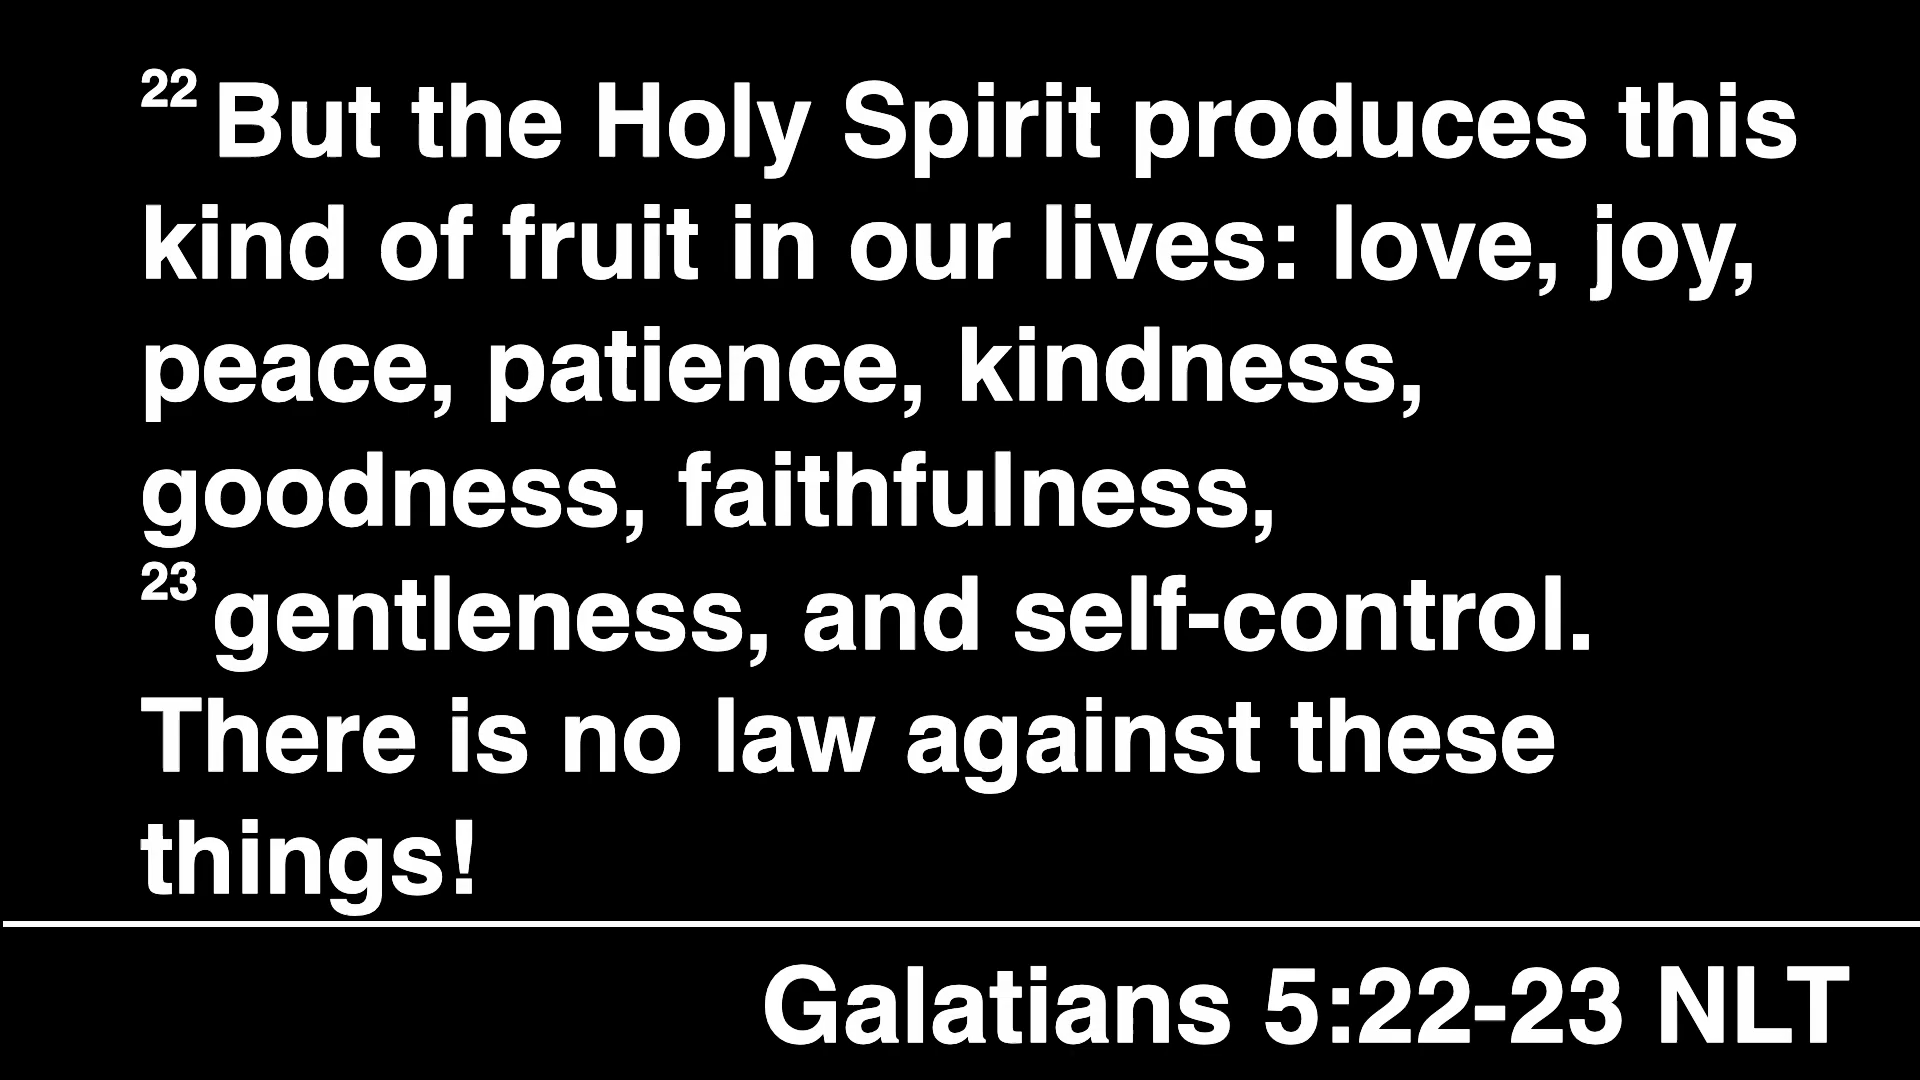 22 But the Holy Spirit produces this
kind of fruit in our lives: love, joy,
peace, patience, kindness,
goodness, faithfulness,
23 gentleness, and self-control.
There is no law against these
things!
Galatians 5:22-23 NLT